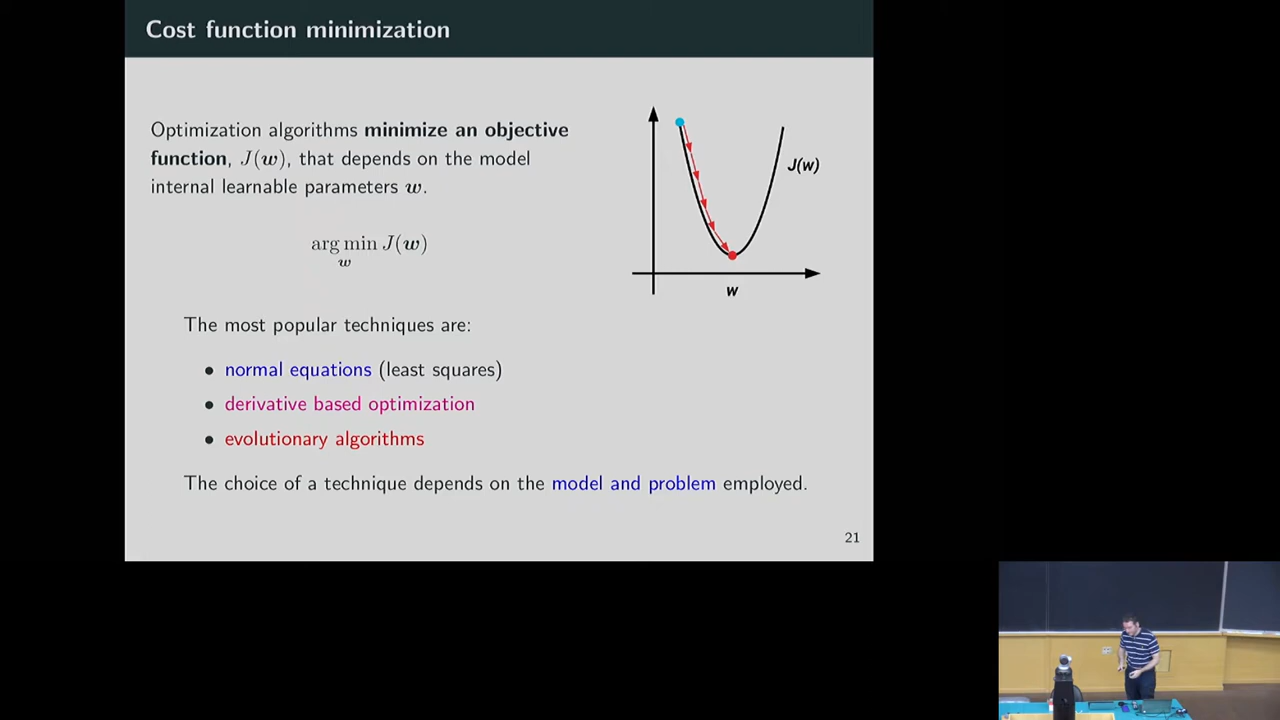 Cost function minimization
Optimization algorithms minimize an objective
function, J(w), that depends on the model
internal learnable parameters w.
arg min J(w)
w
J(w)
w
The most popular techniques are:
• normal equations (least squares)
• derivative based optimization
• evolutionary algorithms
The choice of a technique depends on the model and problem employed.
21